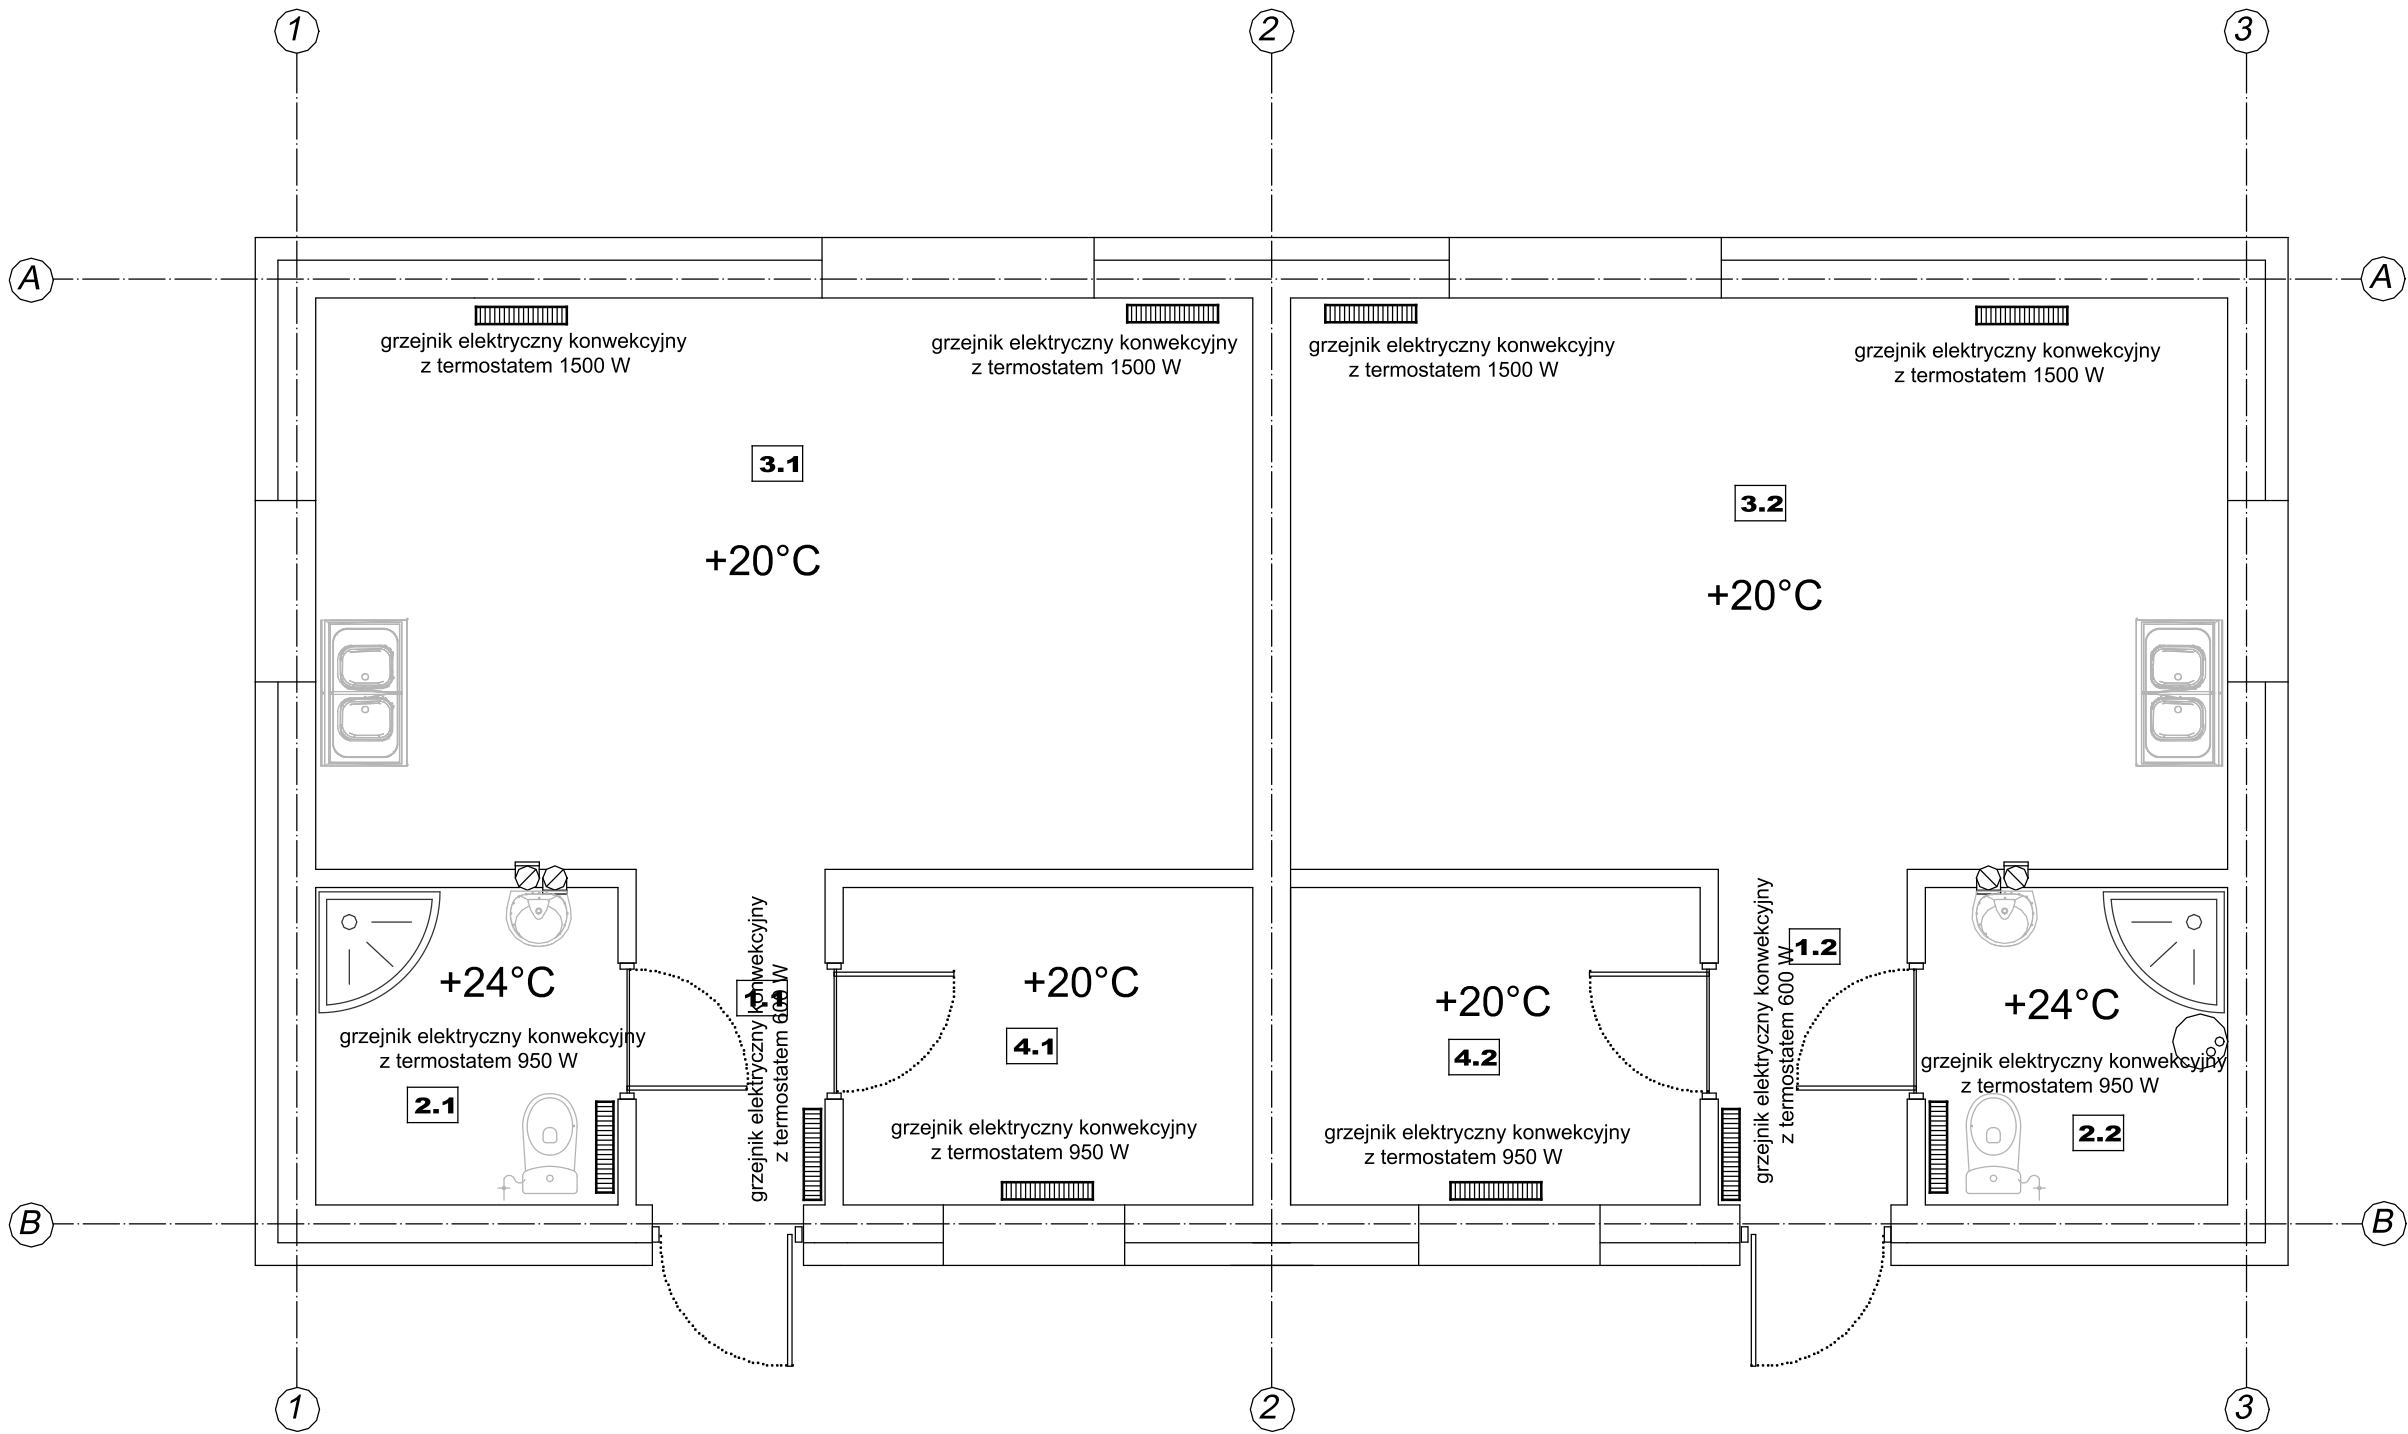 1
2
3
A
A
grzejnik elektryczny konwekcyjny
z termostatem 1500 W
grzejnik elektryczny konwekcyjny
z termostatem 1500 W
grzejnik elektryczny konwekcyjny
z termostatem 1500 W
grzejnik elektryczny konwekcyjny
z termostatem 1500 W
3.1
3.2
+20°C
+20°C
+24°C
grzejnik elektryczny konwekcyjny
z termostatem 950 W
2.1
1.1
grzejnik elektryczny konwekcyjny
z termostatem 600 W
+20°C
4.1
grzejnik elektryczny konwekcyjny
z termostatem 950 W
+20°C
4.2
grzejnik elektryczny konwekcyjny
z termostatem 950 W
grzejnik elektryczny konwekcyjny
z termostatem 600 W
1.2
+24°C
grzejnik elektryczny konwekcyjny
z termostatem 950 W
2.2
B
B
1
2
3